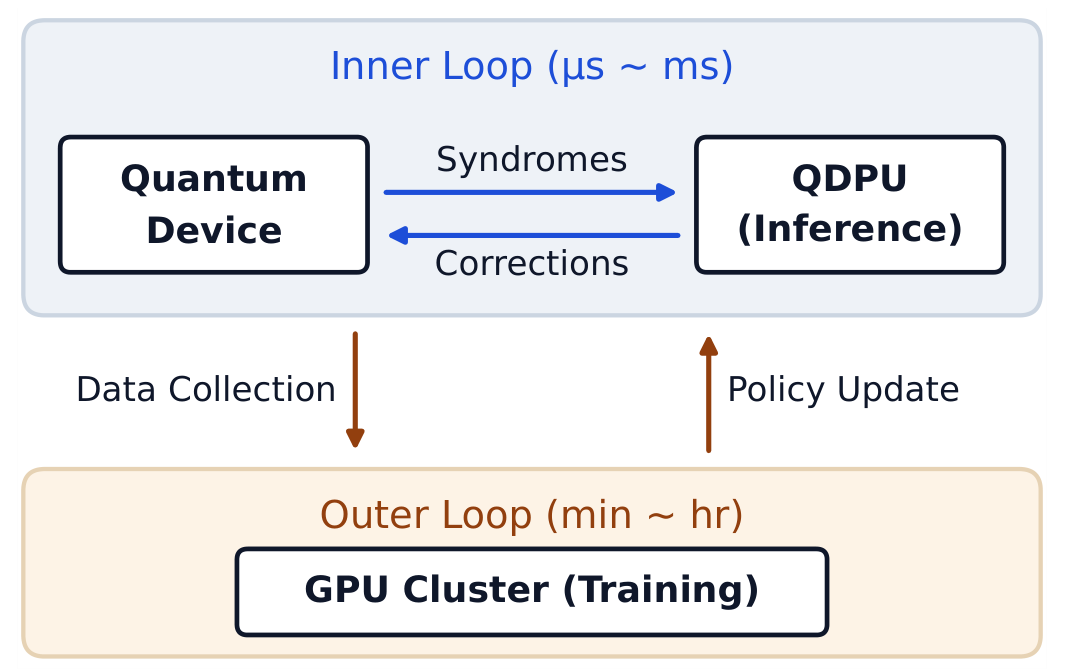 Inner Loop (μs ~ ms)
Quantum
Device
Syndromes
Corrections
QDPU
(Inference)
Data Collection
Policy Update
Outer Loop (min ~ hr)
GPU Cluster (Training)